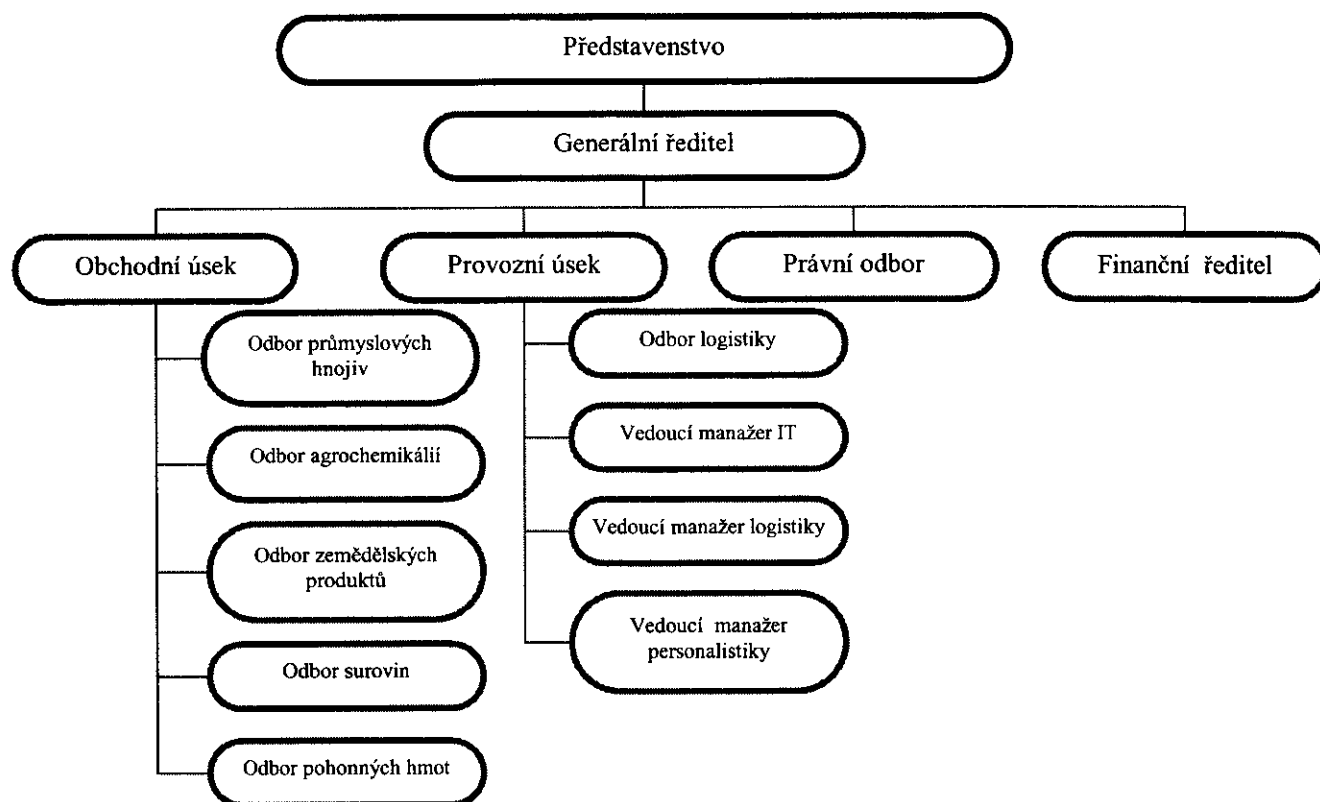 Představenstvo
Generální ředitel
Obchodní úsek
Provozní úsek
Právní odbor
Finanční ředitel
Odbor průmyslových
hnojiv
Odbor agrochemikálií
Odbor zemědělských
produktů
Odbor surovin
Odbor pohonných hmot
Odbor logistiky
Vedoucí manažer IT
Vedoucí manažer logistiky
Vedoucí manažer
personalistiky